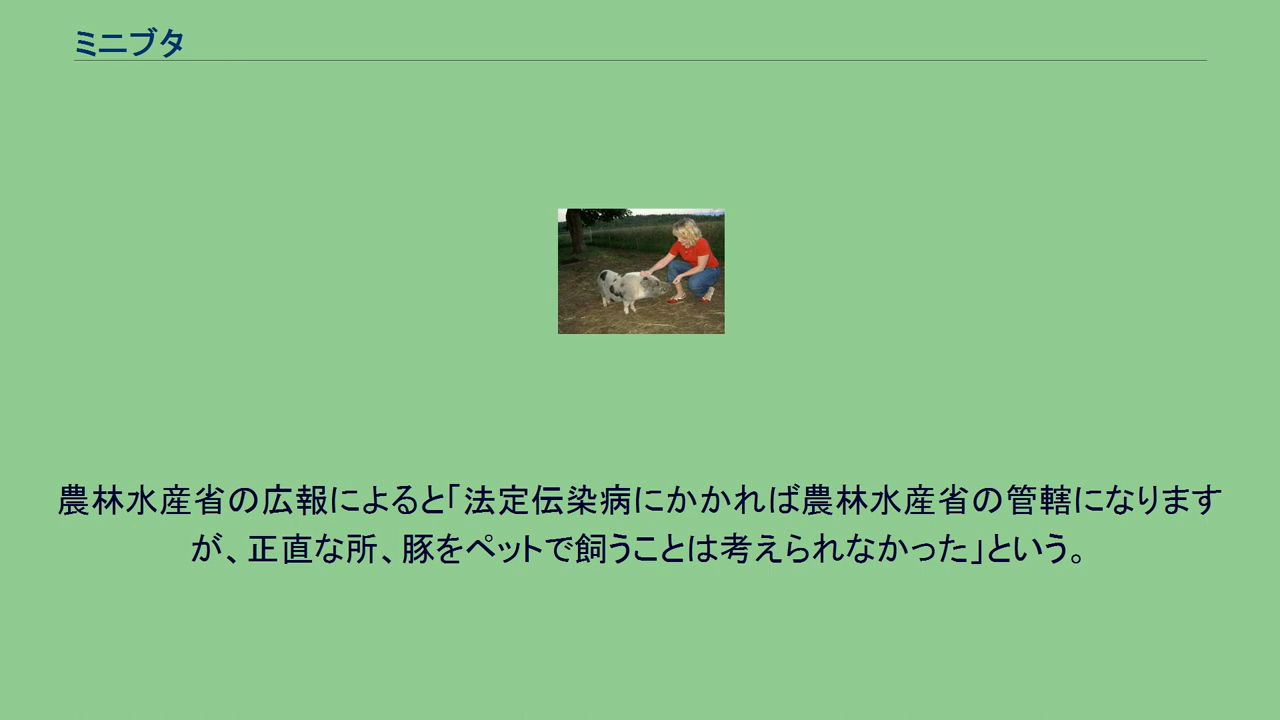 ミニブタ
農林水産省の広報によると｢法定伝染病にかかれば農林水産省の管轄になります
が、正直な所、豚をペットで飼うことは考えられなかった｣という。